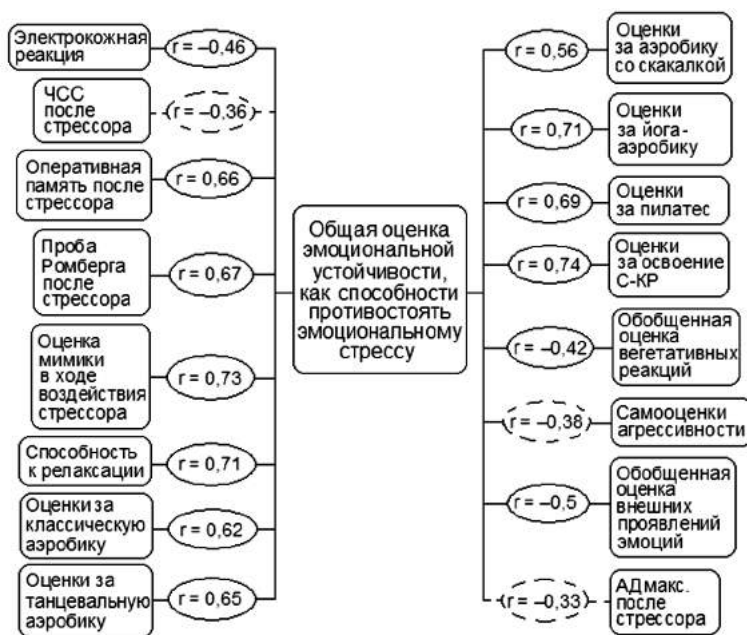 Электрокожная
реакция
r = –0,46
ЧСС
после
стрессора
r = –0,36
Оперативная
память после
стрессора
r = 0,66
Проба
Ромберга
после
стрессора
r = 0,67
Оценка
мимики
в ходе
воздействия
стрессора
r = 0,73
Способность
к релаксации
r = 0,71
Оценки за
классическую
аэробику
r = 0,62
Оценки за
танцевальную
аэробику
r = 0,65
Общая оценка
эмоциональной
устойчивости,
как способности
противостоять
эмоциональному
стрессу
r = 0,56
Оценки
за аэробику
со скакалкой
r = 0,71
Оценки
за йога-
аэробику
r = 0,69
Оценки
за пилатес
r = 0,74
Оценки
за освоение
С-КР
r = –0,42
Обобщенная
оценка
вегетативных
реакций
r = –0,38
Самооценки
агрессивности
r = –0,5
Обобщенная
оценка
внешних
проявлений
эмоций
r = –0,33
АД макс.
после
стрессора